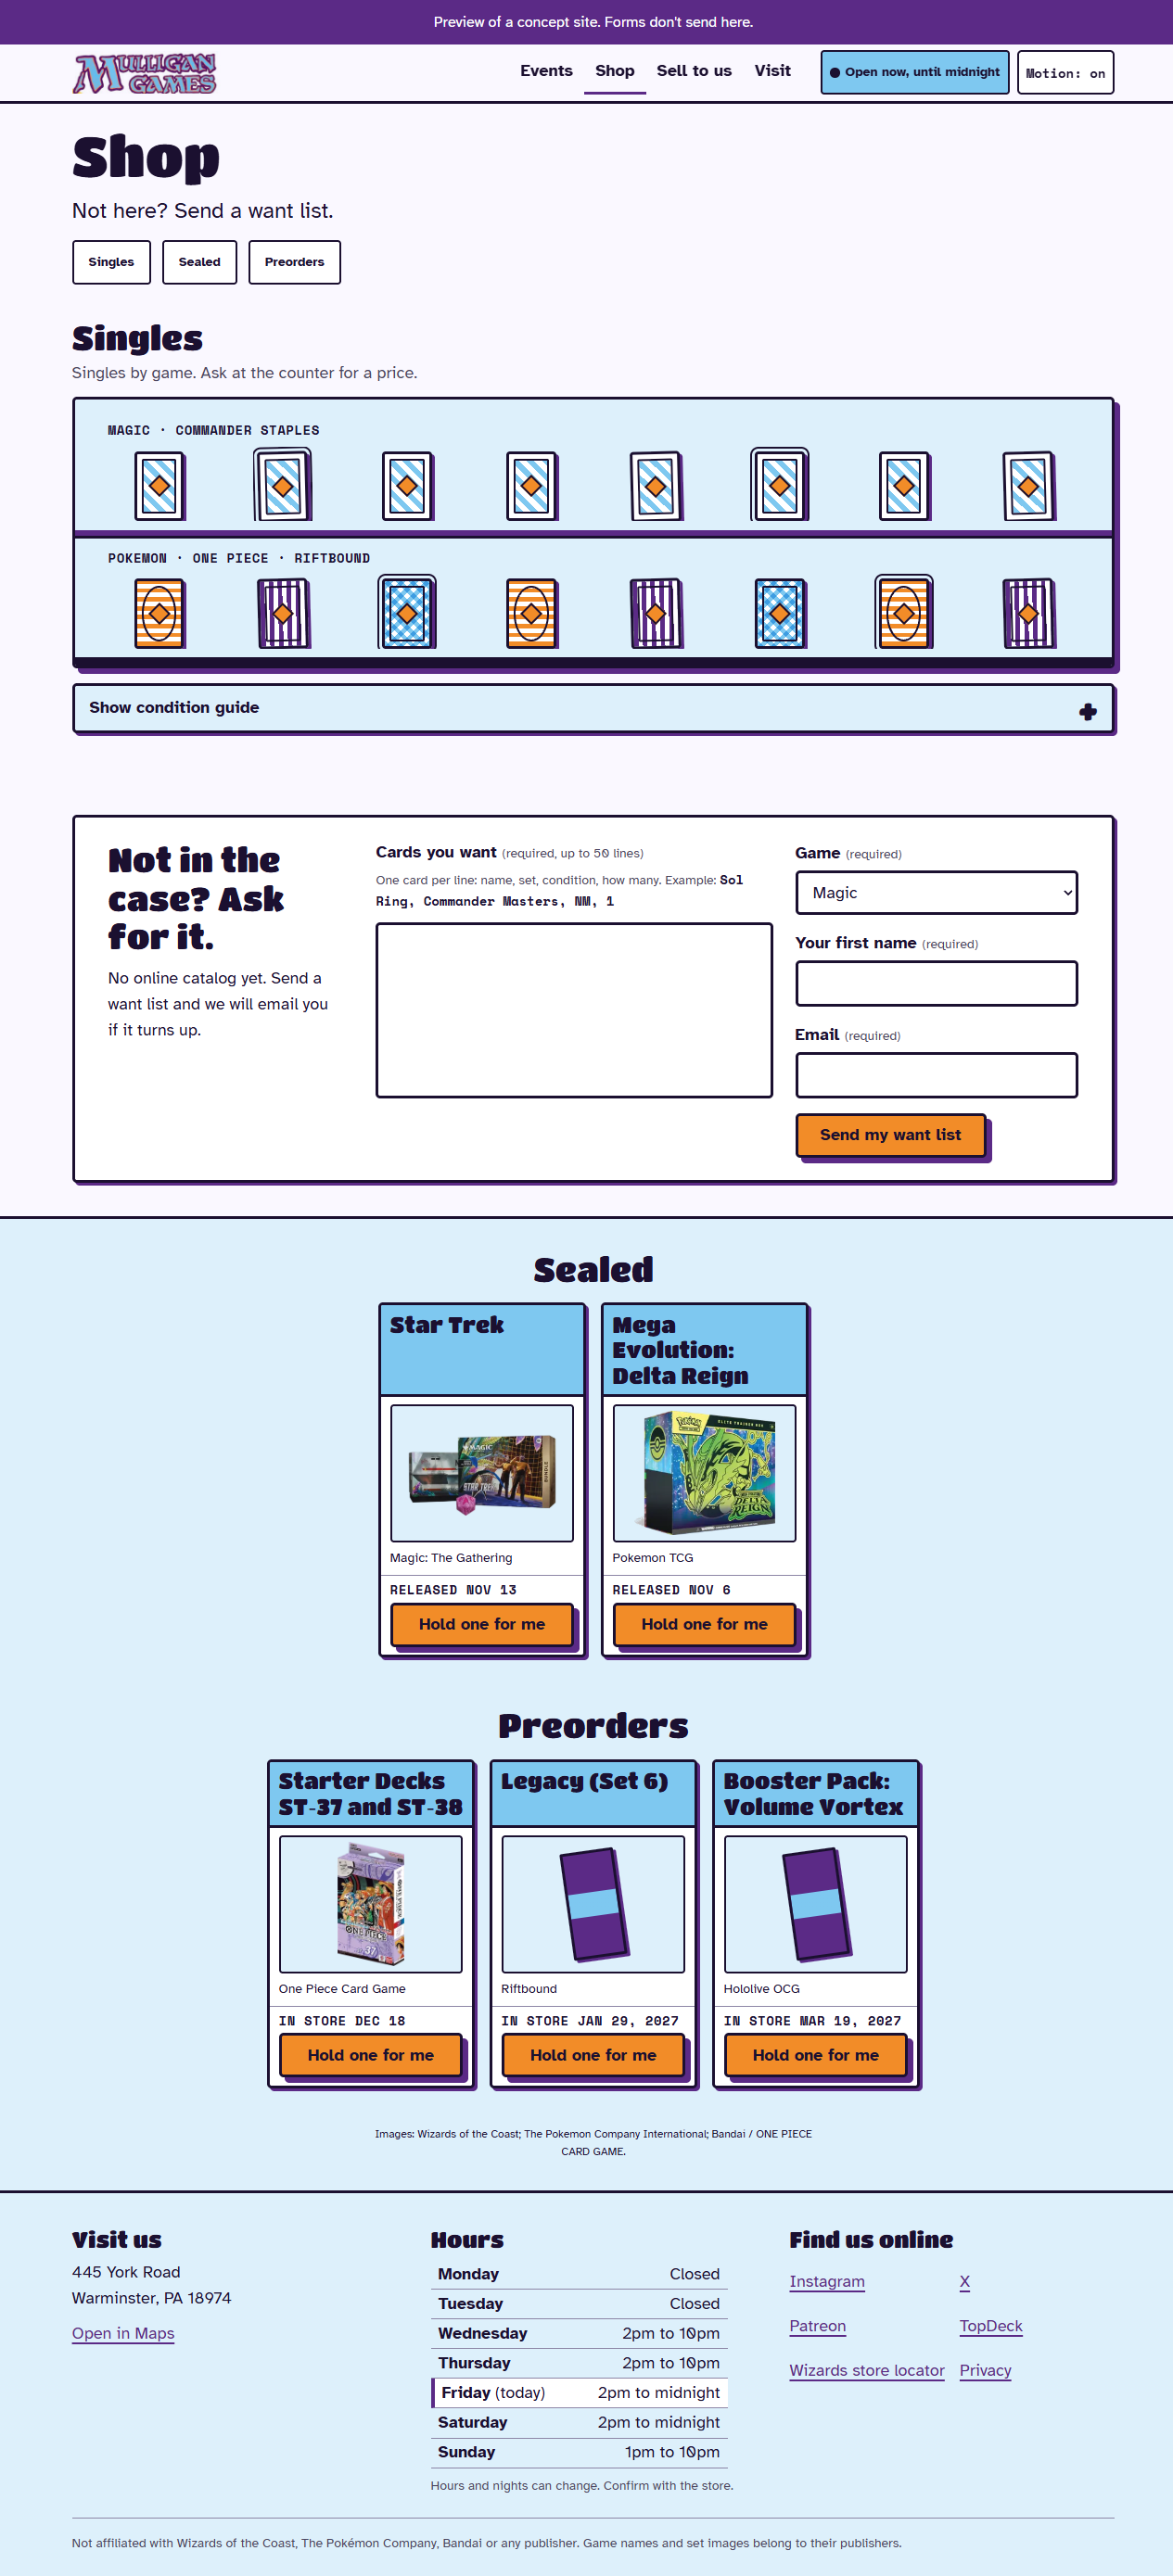 Preview of a concept site. Forms don't send here.
MULLIGAN GAMES
Events
Shop
Sell to us
Visit
Open now, until midnight
Motion: on
Shop
Not here? Send a want list.
Singles
Sealed
Preorders
Singles
Singles by game. Ask at the counter for a price.
MAGIC · COMMANDER STAPLES
POKEMON · ONE PIECE · RIFTBOUND
Show condition guide
Not in the
case? Ask
for it.
No online catalog yet. Send a
want list and we will email you
if it turns up.
Cards you want (required, up to 50 lines)
One card per line: name, set, condition, how many. Example: Sol
Ring, Commander Masters, NM, 1
Game (required)
Magic
Your first name (required)
Email (required)
Send my want list
Sealed
Star Trek
MAGIC
STAR TREK
BUNDLE
Magic: The Gathering
RELEASED NOV 13
Hold one for me
Mega
Evolution:
Delta Reign
Pokémon
ELITE TRAINER BOX
DELTA
REIGN
Pokemon TCG
RELEASED NOV 6
Hold one for me
Preorders
Starter Decks
ST-37 and ST-38
ONE PIECE
37
One Piece Card Game
IN STORE DEC 18
Hold one for me
Legacy (Set 6)
Riftbound
IN STORE JAN 29, 2027
Hold one for me
Booster Pack:
Volume Vortex
Hololive OCG
IN STORE MAR 19, 2027
Hold one for me
Images: Wizards of the Coast; The Pokemon Company International; Bandai / ONE PIECE
CARD GAME.
Visit us
445 York Road
Warminster, PA 18974
Open in Maps
Hours
Monday Closed
Tuesday Closed
Wednesday 2pm to 10pm
Thursday 2pm to 10pm
Friday (today) 2pm to midnight
Saturday 2pm to midnight
Sunday 1pm to 10pm
Hours and nights can change. Confirm with the store.
Find us online
Instagram
X
Patreon
TopDeck
Wizards store locator
Privacy
Not affiliated with Wizards of the Coast, The Pokémon Company, Bandai or any publisher. Game names and set images belong to their publishers.